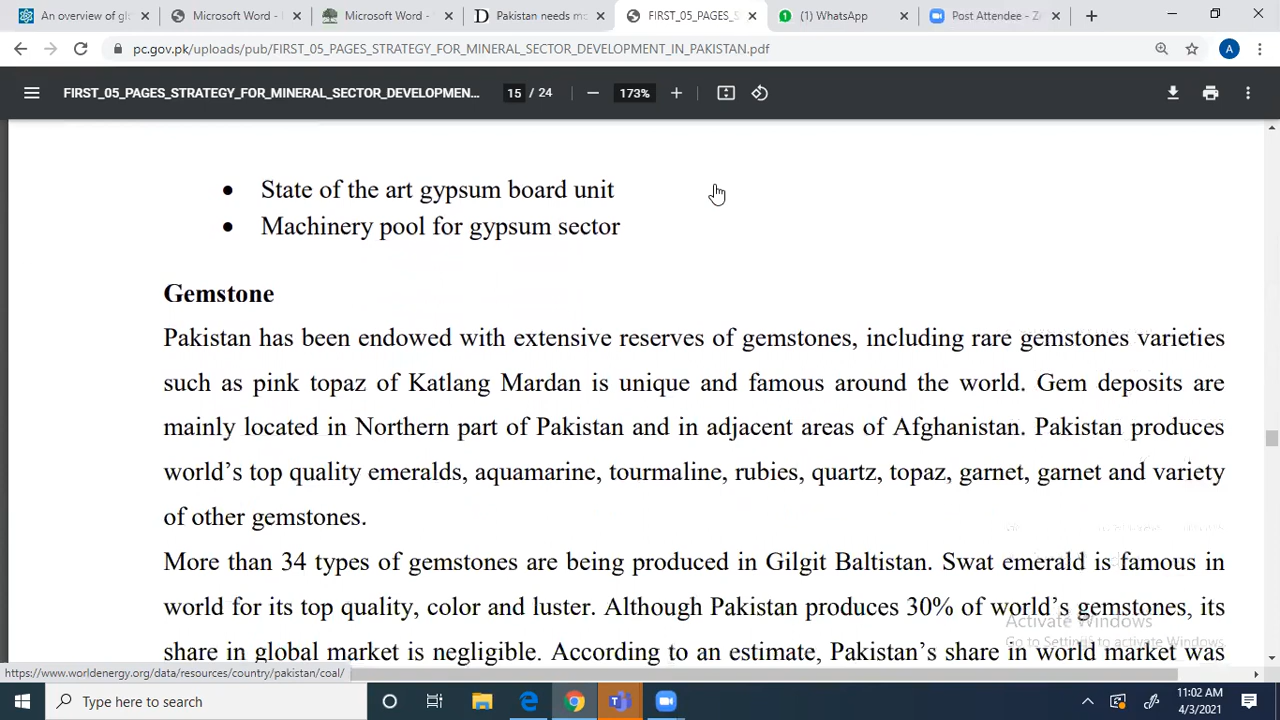 An overview of gl
Microsoft Word -
Microsoft Word -
Pakistan needs m
FIRST_05_PAGES_S
(1) WhatsApp
Post Attendee - Z
pc.gov.pk/uploads/pub/FIRST_05_PAGES_STRATEGY_FOR_MINERAL_SECTOR_DEVELOPMENT_IN_PAKISTAN.pdf
A
FIRST_05_PAGES_STRATEGY_FOR_MINERAL_SECTOR_DEVELOPMEN...
15 / 24
173%
• State of the art gypsum board unit
• Machinery pool for gypsum sector
Gemstone
Pakistan has been endowed with extensive reserves of gemstones, including rare gemstones varieties
such as pink topaz of Katlang Mardan is unique and famous around the world. Gem deposits are
mainly located in Northern part of Pakistan and in adjacent areas of Afghanistan. Pakistan produces
world's top quality emeralds, aquamarine, tourmaline, rubies, quartz, topaz, garnet, garnet and variety
of other gemstones.
More than 34 types of gemstones are being produced in Gilgit Baltistan. Swat emerald is famous in
world for its top quality, color and luster. Although Pakistan produces 30% of world's gemstones, its
share in global market is negligible. According to an estimate, Pakistan's share in world market was
Activate Windows
Go to Settings to activate Windows.
https://www.worldenergy.org/data/resources/country/pakistan/coal/
Type here to search
11:02 AM
4/3/2021